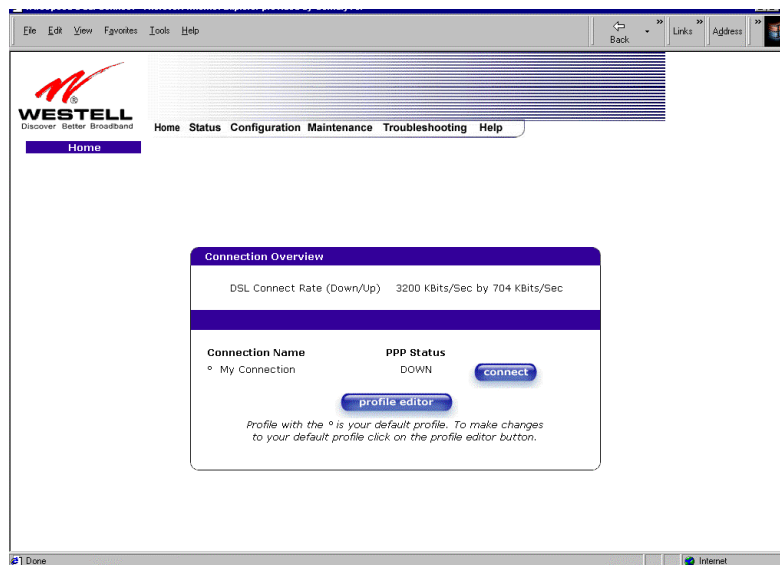 File Edit View Favorites Tools Help
Back
» Links » Address »
WESTELL
®
Discover Better Broadband
Home Status Configuration Maintenance Troubleshooting Help
Home
Connection Overview
DSL Connect Rate (Down/Up) 3200 KBits/Sec by 704 KBits/Sec
Connection Name PPP Status
° My Connection DOWN connect
profile editor
Profile with the ° is your default profile. To make changes
to your default profile click on the profile editor button.
Done Internet